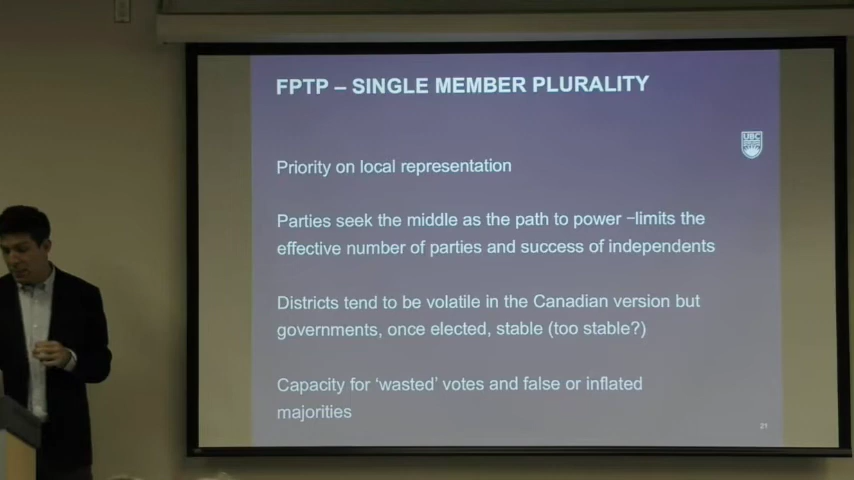 FPTP – SINGLE MEMBER PLURALITY
UBC
Priority on local representation
Parties seek the middle as the path to power –limits the
effective number of parties and success of independents
Districts tend to be volatile in the Canadian version but
governments, once elected, stable (too stable?)
Capacity for ‘wasted’ votes and false or inflated
majorities
21